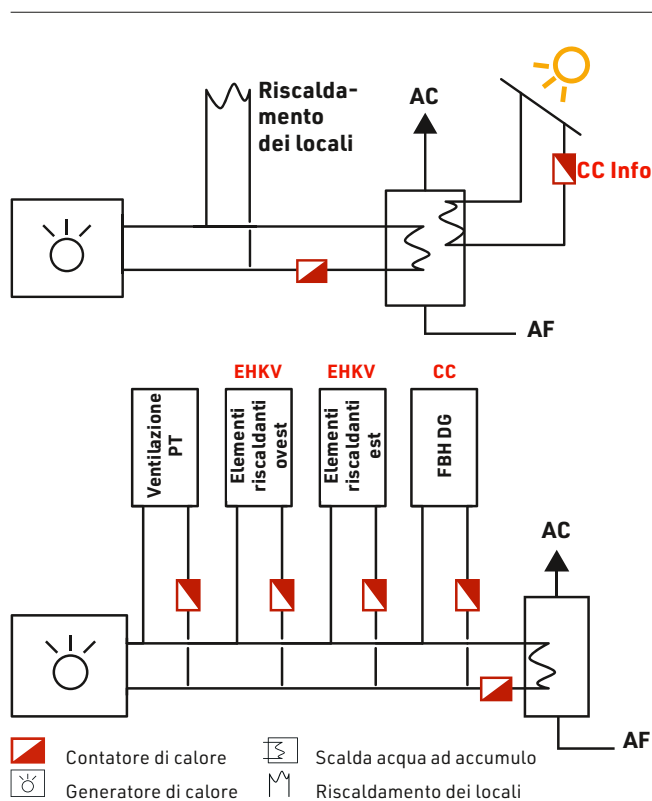 Riscalda-
mento
dei locali
AC
CC Info
AF
EHKV
EHKV
CC
Ventilazione
PT
Elementi
riscaldanti
ovest
Elementi
riscaldanti
est
FBH DG
AC
AF
Contatore di calore
Scalda acqua ad accumulo
Generatore di calore
Riscaldamento dei locali